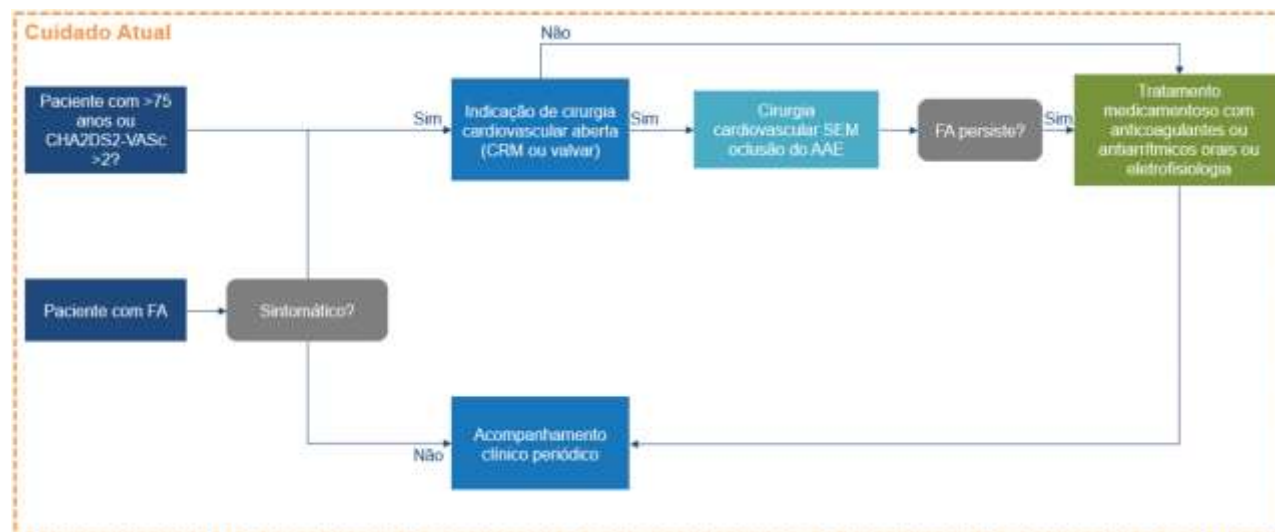 Cuidado Atual
Não
Paciente com >75
anos ou
CHA2DS2-VASc
>2?
Sim
Indicação de cirurgia
cardiovascular aberta
(CRM ou valvar)
Sim
Cirurgia
cardiovascular SEM
oclusão do AAE
FA persiste?
Sim
Tratamento
medicamentoso com
anticoagulantes ou
antiarrítmicos orais ou
eletrofisiologia
Paciente com FA
Sintomático?
Não
Acompanhamento
clínico periódico